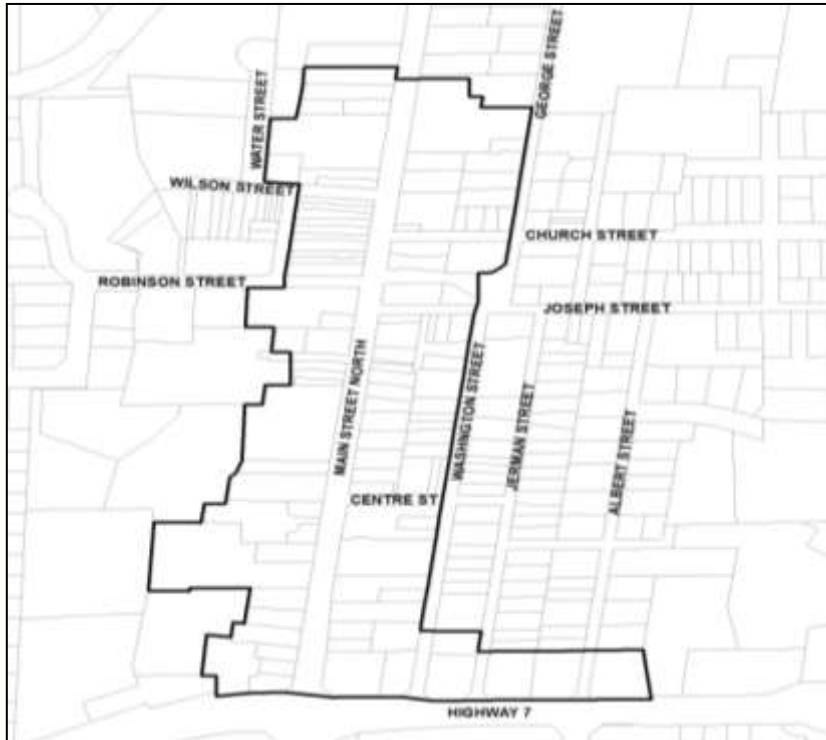 GEORGE STREET
WATER STREET
WILSON STREET
CHURCH STREET
ROBINSON STREET
JOSEPH STREET
MAIN STREET NORTH
WASHINGTON STREET
JERMAN STREET
ALBERT STREET
CENTRE ST
HIGHWAY 7